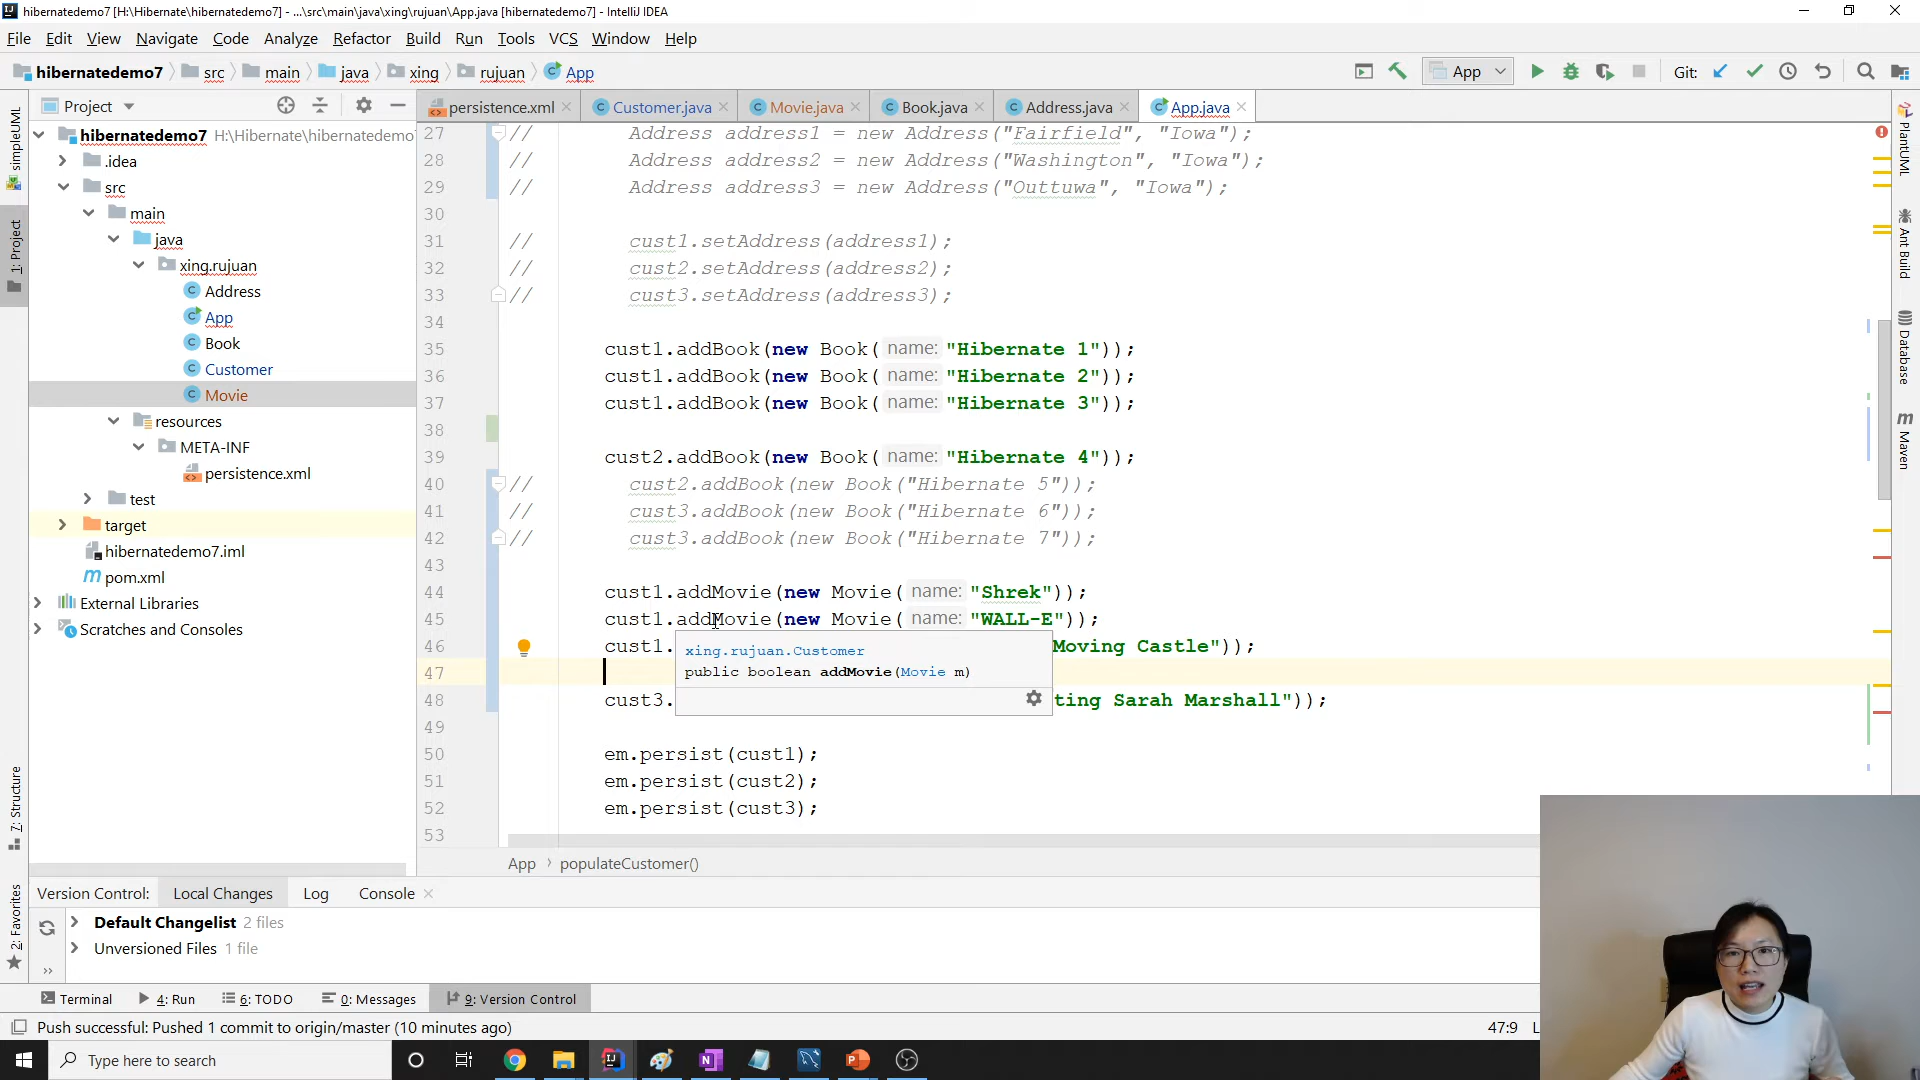 hibernatedemo7 [H:\Hibernate\hibernatedemo7] - ...\src\main\java\xing\rujuan\App.java [hibernatedemo7] - IntelliJ IDEA
File Edit View Navigate Code Analyze Refactor Build Run Tools VCS Window Help
hibernatedemo7 src main java xing rujuan App
App Git:
simpleUML
1: Project
7: Structure
2: Favorites
Project
hibernatedemo7 H:\Hibernate\hibernatedemo7
.idea
src
main
java
xing.rujuan
Address
App
Book
Customer
Movie
resources
META-INF
persistence.xml
test
target
hibernatedemo7.iml
pom.xml
External Libraries
Scratches and Consoles
persistence.xml Customer.java Movie.java Book.java Address.java App.java
27 // Address address1 = new Address("Fairfield", "Iowa");
28 // Address address2 = new Address("Washington", "Iowa");
29 // Address address3 = new Address("Outtuwa", "Iowa");
30
31 // cust1.setAddress(address1);
32 // cust2.setAddress(address2);
33 // cust3.setAddress(address3);
34
35 cust1.addBook(new Book( name: "Hibernate 1"));
36 cust1.addBook(new Book( name: "Hibernate 2"));
37 cust1.addBook(new Book( name: "Hibernate 3"));
38
39 cust2.addBook(new Book( name: "Hibernate 4"));
40 // cust2.addBook(new Book("Hibernate 5"));
41 // cust3.addBook(new Book("Hibernate 6"));
42 // cust3.addBook(new Book("Hibernate 7"));
43
44 cust1.addMovie(new Movie( name: "Shrek"));
45 cust1.addMovie(new Movie( name: "WALL-E"));
46 cust1. Moving Castle"));
47
48 cust3. ting Sarah Marshall"));
49
50 em.persist(cust1);
51 em.persist(cust2);
52 em.persist(cust3);
53
xing.rujuan.Customer
public boolean addMovie(Movie m)
App populateCustomer()
PlantUML
Ant Build
Database
Maven
Version Control: Local Changes Log Console
Default Changelist 2 files
Unversioned Files 1 file
Terminal 4: Run 6: TODO 0: Messages 9: Version Control
Push successful: Pushed 1 commit to origin/master (10 minutes ago)
47:9
Type here to search